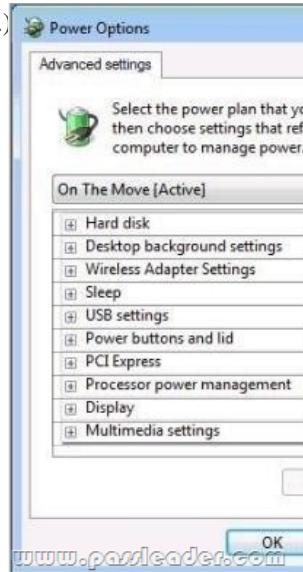 Power Options
Advanced settings
Select the power plan that yo
then choose settings that ref
computer to manage power.
On The Move [Active]
Hard disk
Desktop background settings
Wireless Adapter Settings
Sleep
USB settings
Power buttons and lid
PCI Express
Processor power management
Display
Multimedia settings
OK
www.passleader.com